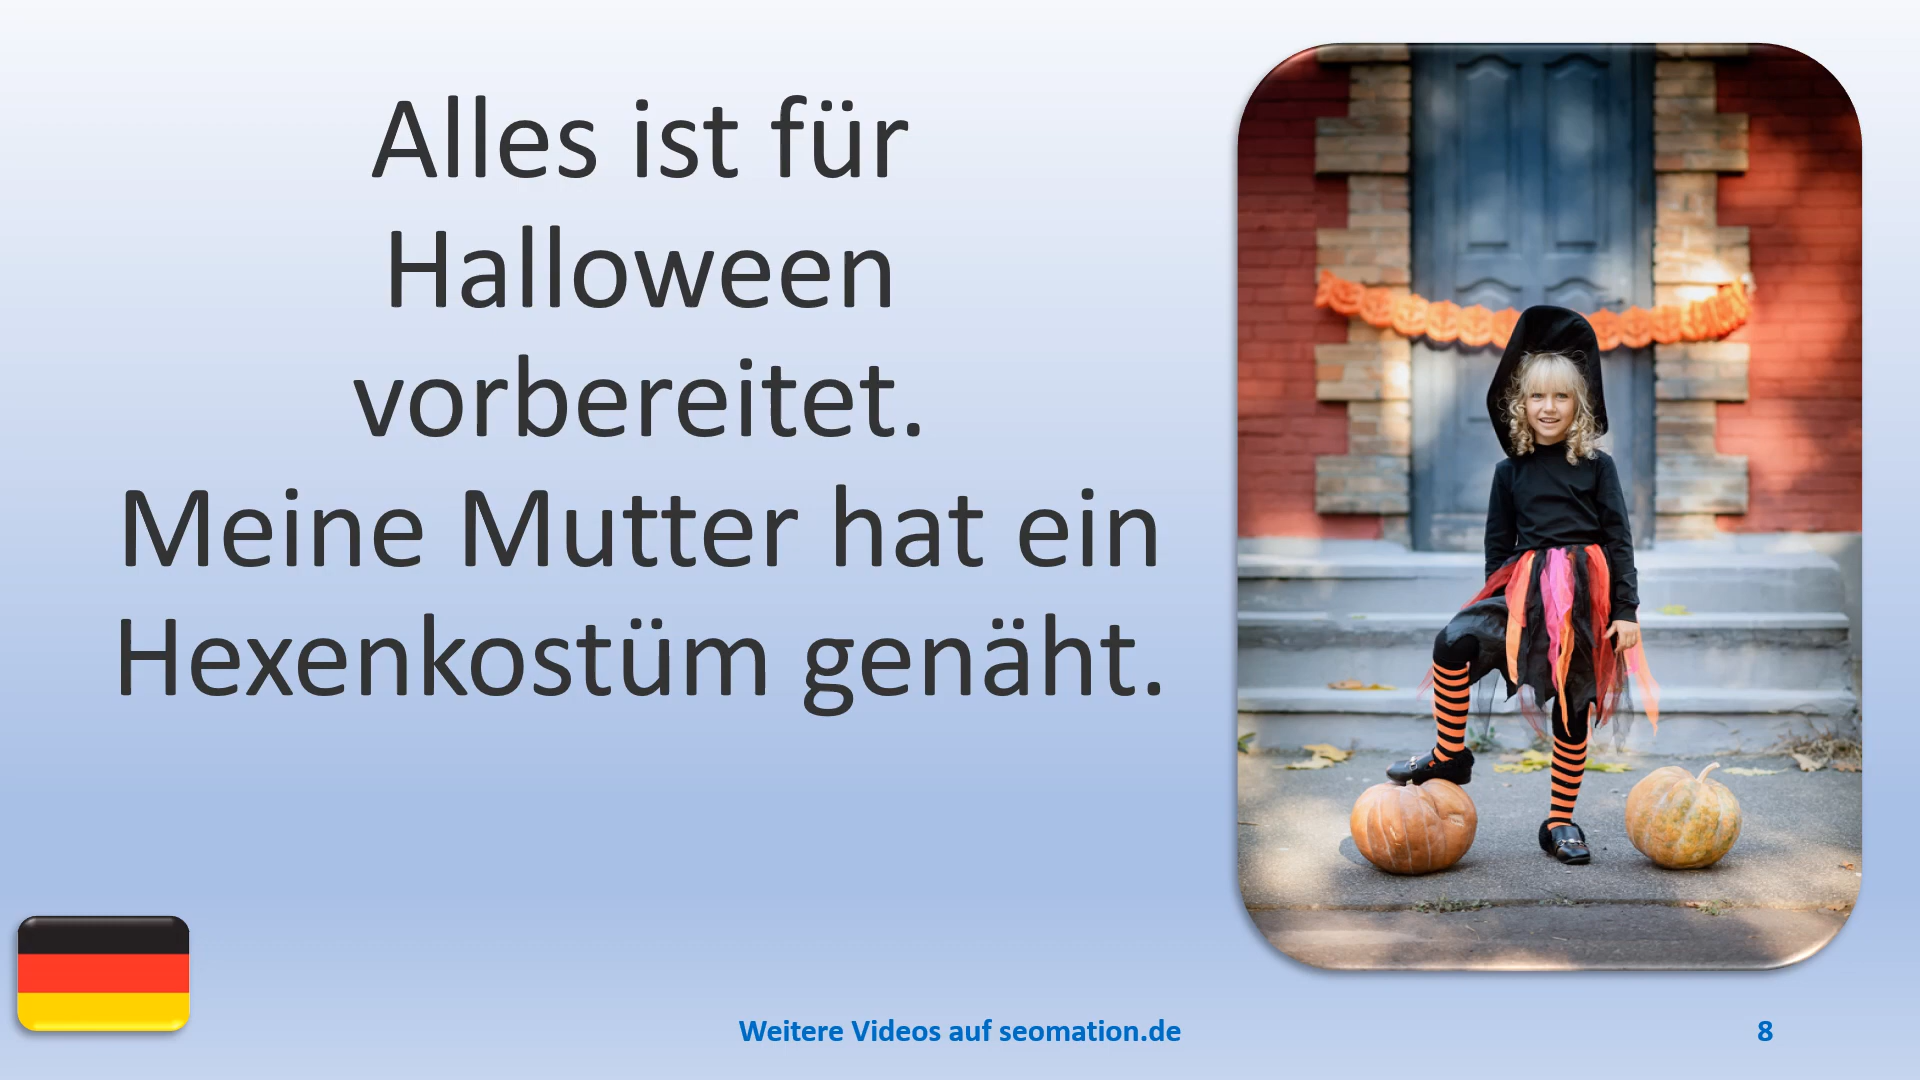 Alles ist für
Halloween
vorbereitet.
Meine Mutter hat ein
Hexenkostüm genäht.
Weitere Videos auf seomation.de
8